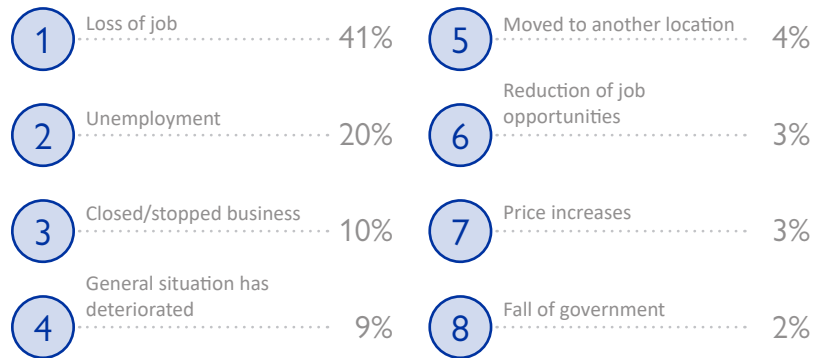 1 Loss of job 41%
2 Unemployment 20%
3 Closed/stopped business 10%
4 General situation has
deteriorated 9%
5 Moved to another location 4%
6 Reduction of job
opportunities 3%
7 Price increases 3%
8 Fall of government 2%